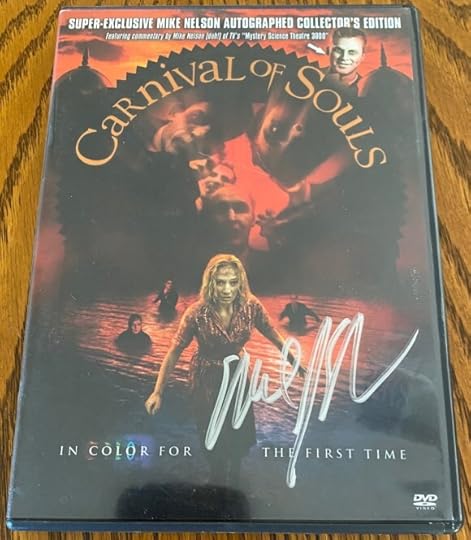 SUPER-EXCLUSIVE MIKE NELSON AUTOGRAPHED COLLECTOR'S EDITION
Featuring commentary by Mike Nelson [doh!] of TV's "Mystery Science Theatre 3000"
CARNIVAL OF SOULS
IN COLOR FOR THE FIRST TIME
DVD
VIDEO